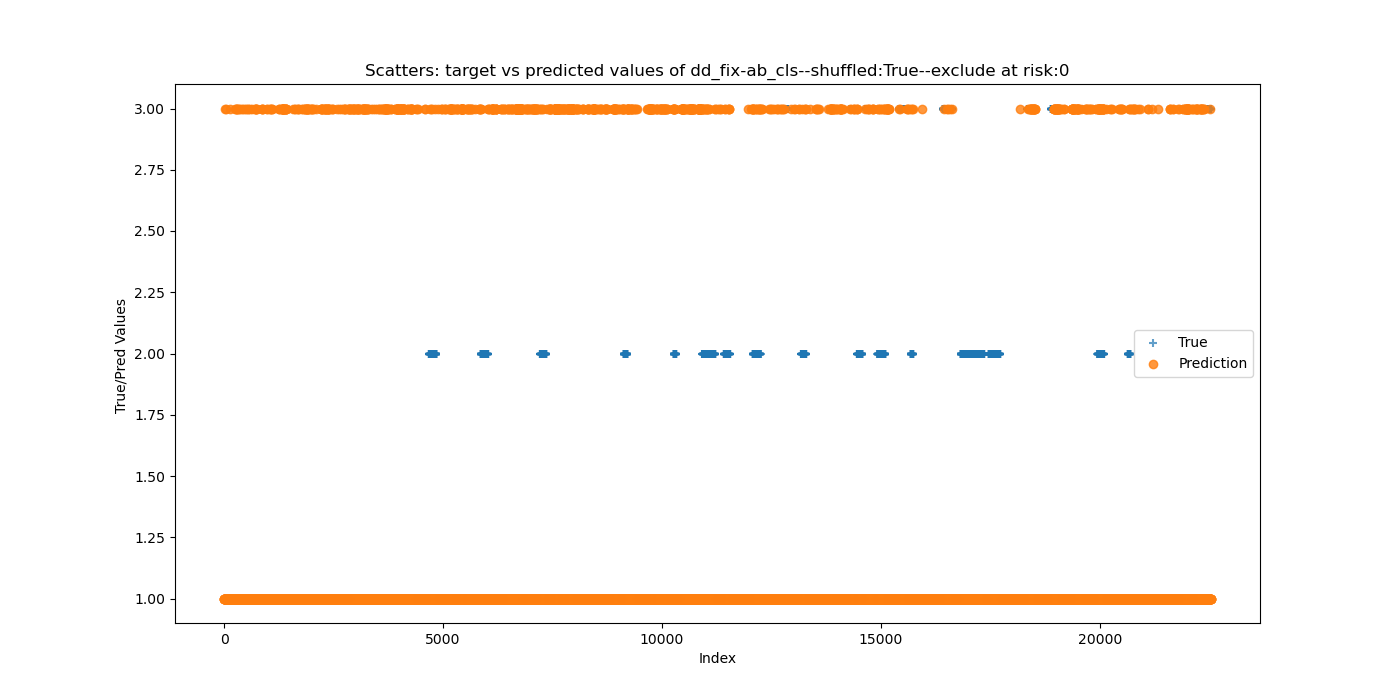 Scatters: target vs predicted values of dd_fix-ab_cls--shuffled:True--exclude at risk:0
3.00
2.75
2.50
2.25
2.00
1.75
1.50
1.25
1.00
True/Pred Values
True
Prediction
0
5000
10000
15000
20000
Index